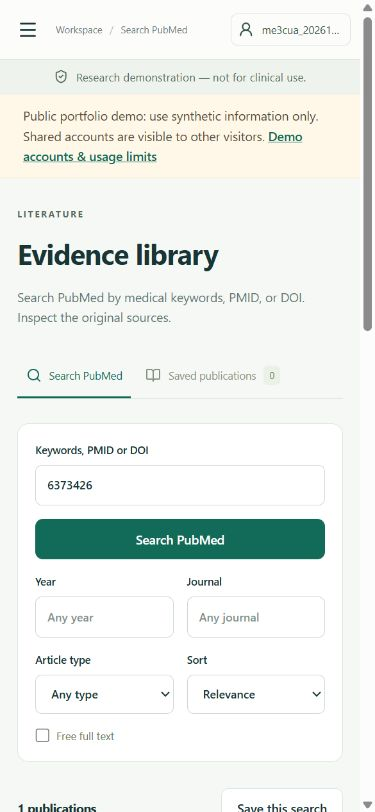 Workspace / Search PubMed
me3cua_20261...
Research demonstration — not for clinical use.
Public portfolio demo: use synthetic information only.
Shared accounts are visible to other visitors. Demo
accounts & usage limits
LITERATURE
Evidence library
Search PubMed by medical keywords, PMID, or DOI.
Inspect the original sources.
Search PubMed
Saved publications 0
Keywords, PMID or DOI
6373426
Search PubMed
Year
Journal
Any year
Any journal
Article type
Sort
Any type
Relevance
Free full text
1 publications
Save this search